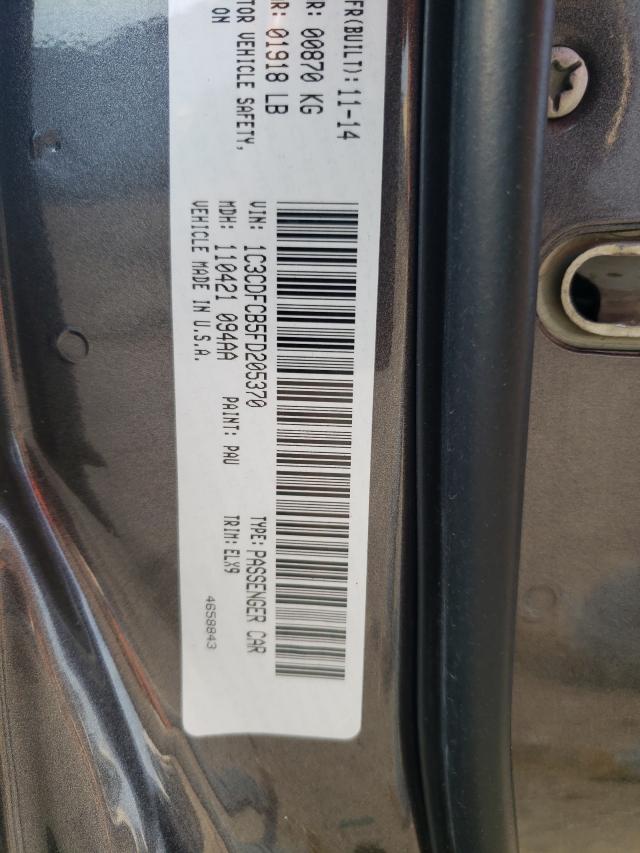 FR(BUILT): 11-14
R: 00870 KG
R: 01918 LB
TOR VEHICLE SAFETY,
ON
VIN: 1C3CDFCB5FD205370
TYPE: PASSENGER CAR
MDH: 110421 094AA
PAINT: PAU
TRIM: ELX9
VEHICLE MADE IN U.S.A.
4658843